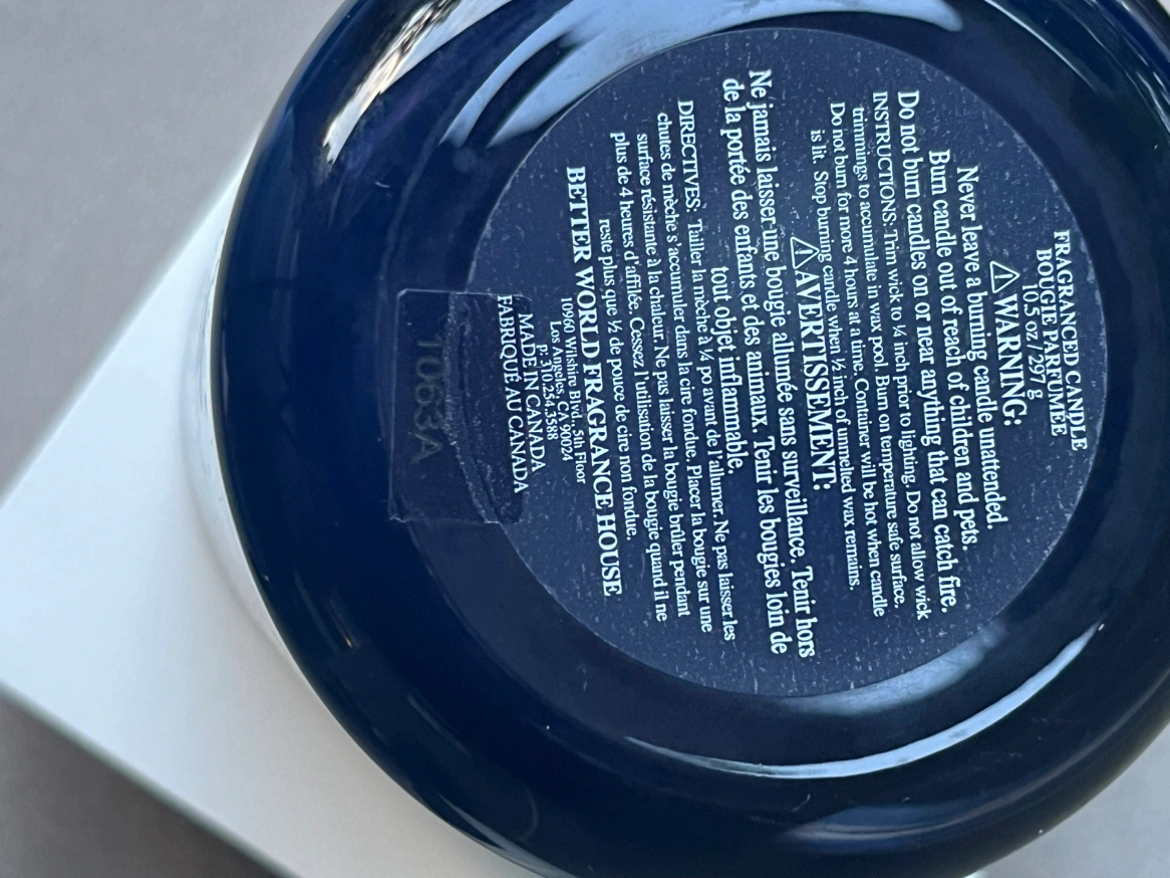 FRAGRANCED CANDLE
BOUGIE PARFUMÉE
10.5 oz / 297 g
⚠WARNING:
Never leave a burning candle unattended.
Burn candle out of reach of children and pets.
Do not burn candles on or near anything that can catch fire.
INSTRUCTIONS: Trim wick to ¼ inch prior to lighting. Do not allow wick
trimmings to accumulate in wax pool. Burn on temperature safe surface.
Do not burn for more 4 hours at a time. Container will be hot when candle
is lit. Stop burning candle when ½ inch of unmelted wax remains.
⚠AVERTISSEMENT:
Ne jamais laisser une bougie allumée sans surveillance. Tenir hors
de la portée des enfants et des animaux. Tenir les bougies loin de
tout objet inflammable.
DIRECTIVES: Tailler la mèche à ¼ po avant de l'allumer. Ne pas laisser les
chutes de mèche s'accumuler dans la cire fondue. Placer la bougie sur une
surface résistante à la chaleur. Ne pas laisser la bougie brûler pendant
plus de 4 heures d'affilée. Cessez l'utilisation de la bougie quand il ne
reste plus que ½ de pouce de cire non fondue.
BETTER WORLD FRAGRANCE HOUSE
10960 Wilshire Blvd., 5th Floor
Los Angeles, CA 90024
P: 310.254.3588
MADE IN CANADA
FABRIQUÉ AU CANADA
1063A